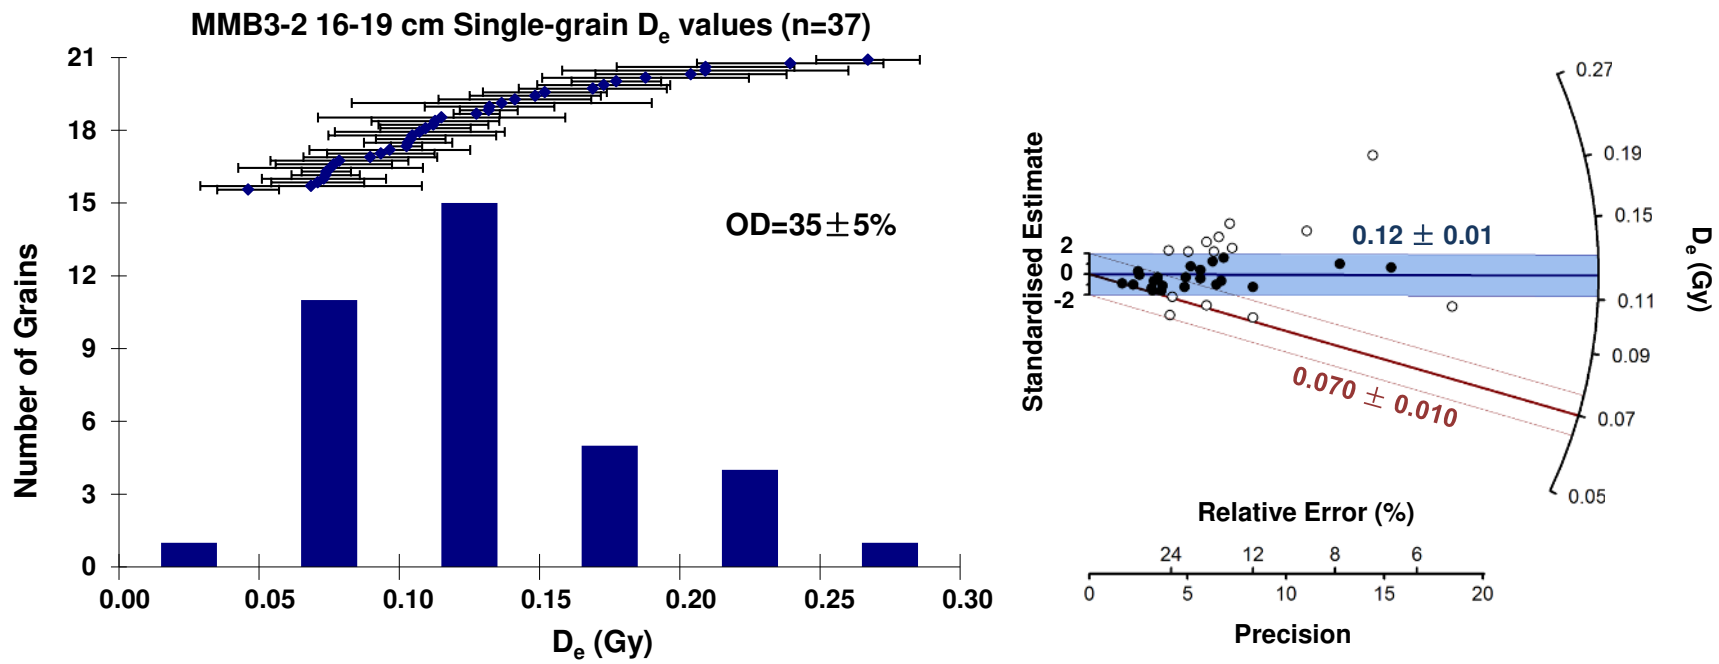 MMB3-2 16-19 cm Single-grain De values (n=37)
21
18
15
12
9
6
3
0
Number of Grains
OD=35±5%
0.00 0.05 0.10 0.15 0.20 0.25 0.30
De (Gy)
Standardised Estimate
2
0
-2
0.12 ± 0.01
0.070 ± 0.010
0.27
0.19
0.15
0.11
0.09
0.07
0.05
De (Gy)
Relative Error (%)
24 12 8 6
0 5 10 15 20
Precision